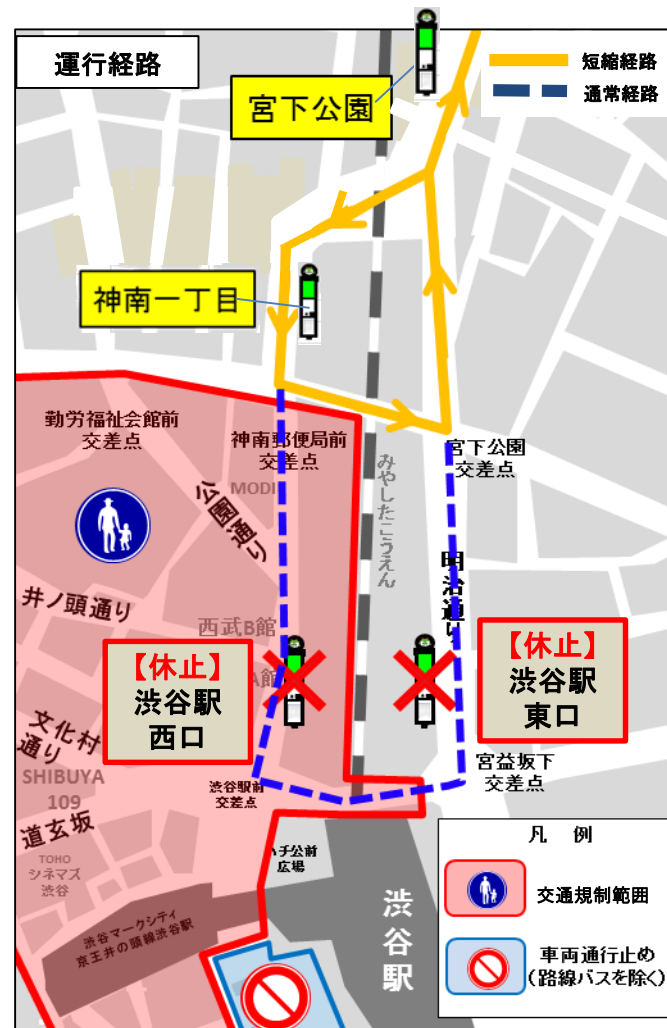 運行経路
短縮経路
通常経路
宮下公園
神南一丁目
勤労福祉会館前
交差点
神南郵便局前
交差点
MODI
公園通り
みやしたこうえん
宮下公園
交差点
明治通り
井ノ頭通り
西武B館
A館
【休止】
渋谷駅
西口
【休止】
渋谷駅
東口
文化村
通り
SHIBUYA
109
道玄坂
TOHO
シネマズ
渋谷
渋谷駅前
交差点
宮益坂下
交差点
ハチ公前
広場
渋谷マークシティ
京王井の頭線渋谷駅
渋谷駅
凡 例
交通規制範囲
車両通行止め
(路線バスを除く)